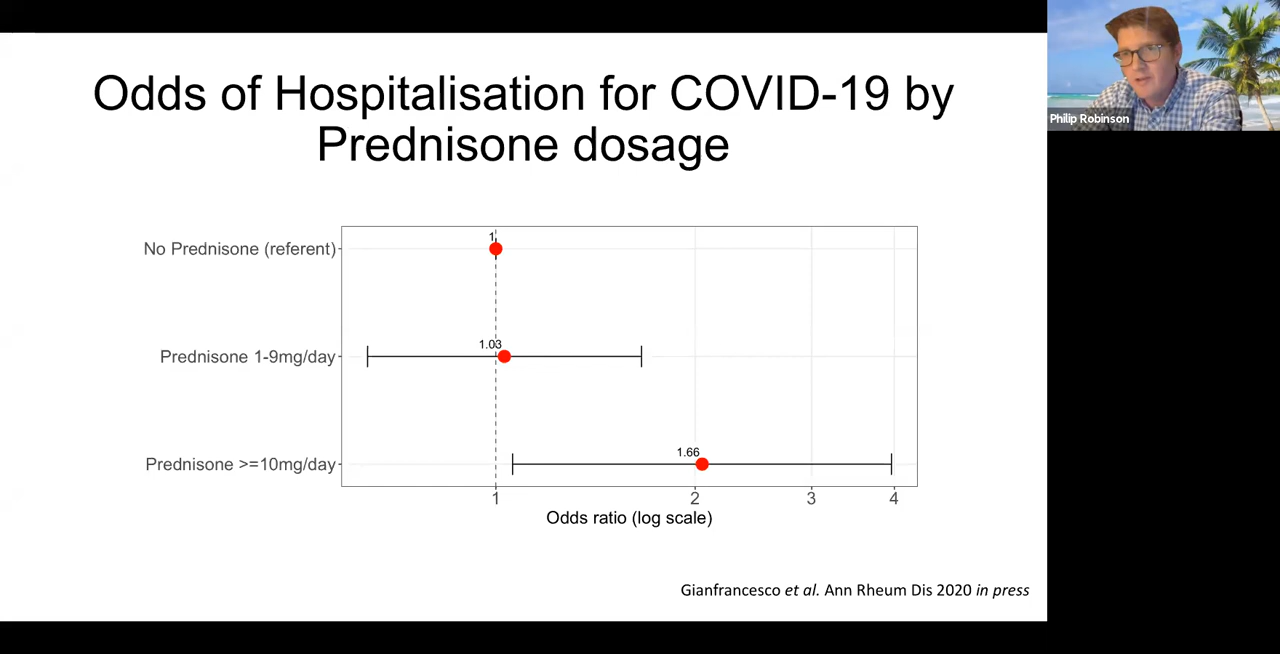 Odds of Hospitalisation for COVID-19 by
Prednisone dosage
Philip Robinson
No Prednisone (referent)
1
Prednisone 1-9mg/day
1.03
Prednisone >=10mg/day
1.66
1 2 3 4
Odds ratio (log scale)
Gianfrancesco et al. Ann Rheum Dis 2020 in press